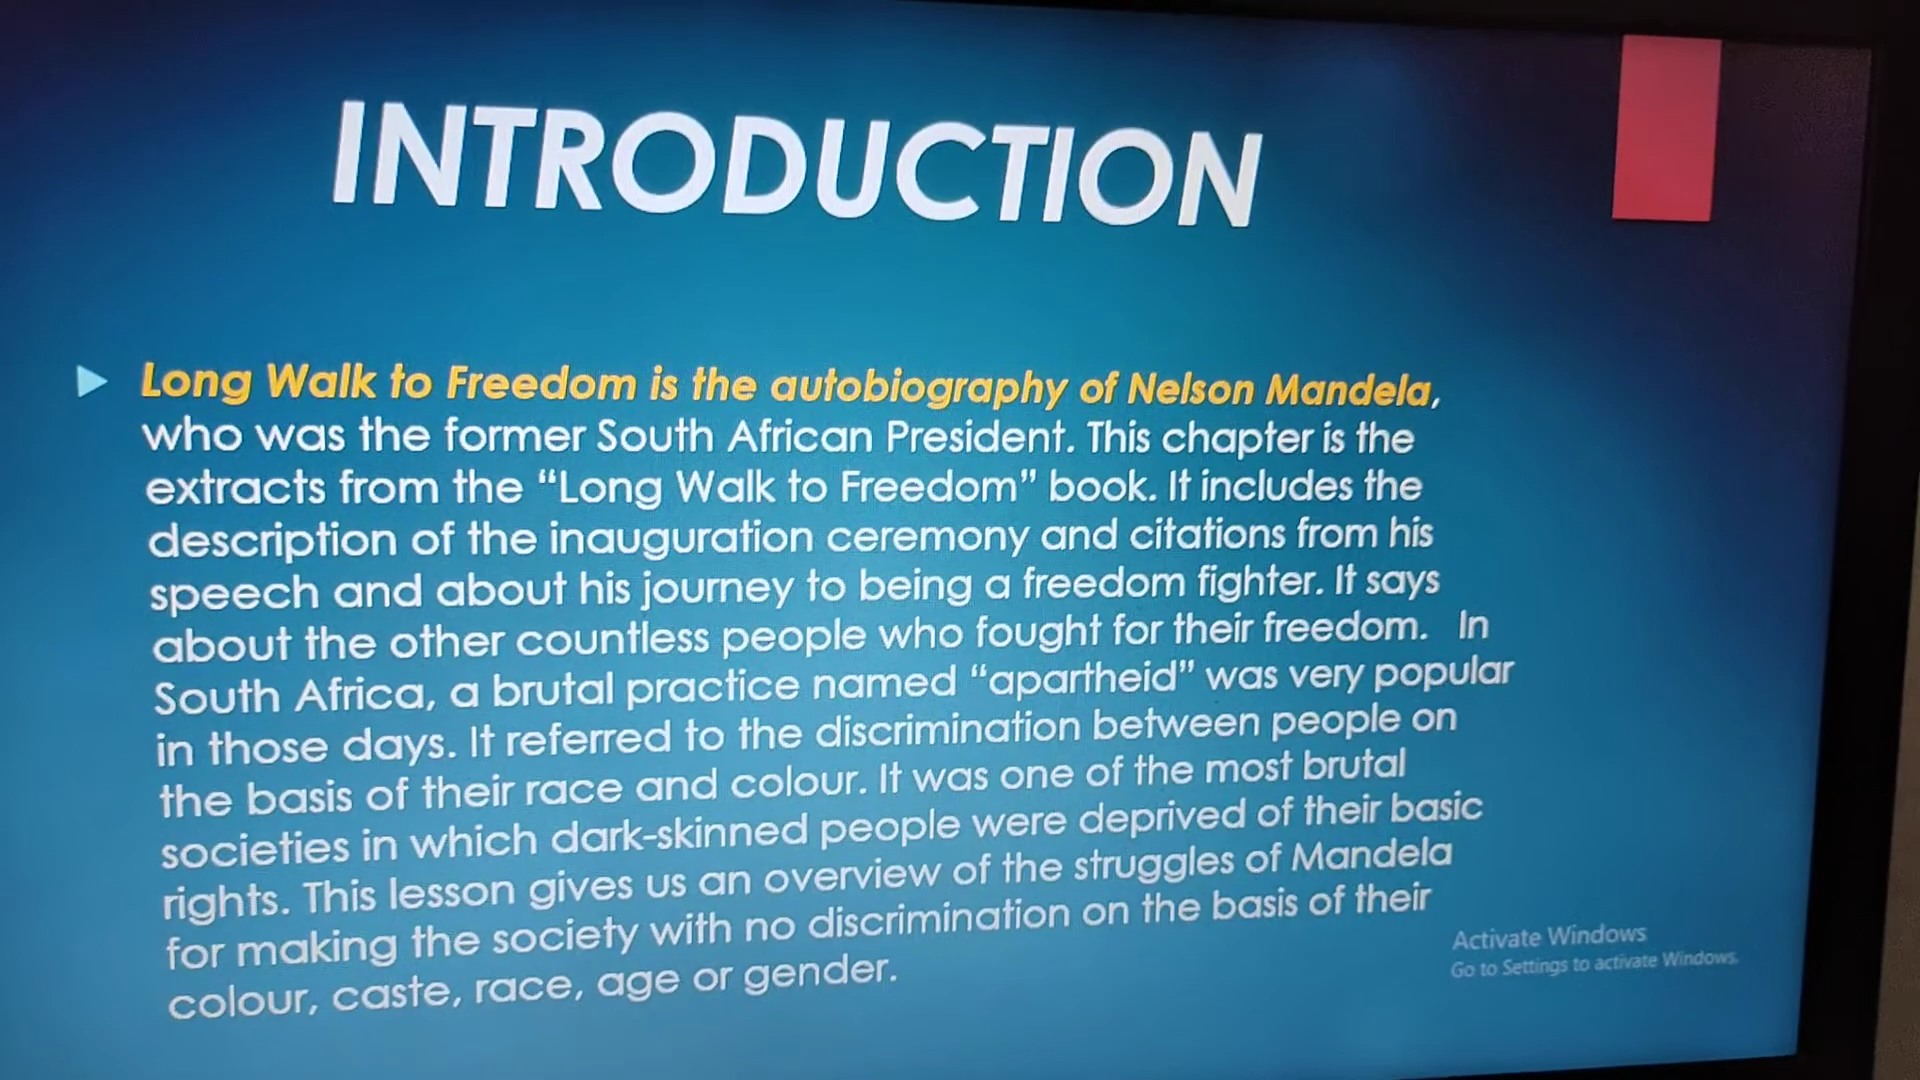 INTRODUCTION
Long Walk to Freedom is the autobiography of Nelson Mandela,
who was the former South African President. This chapter is the
extracts from the “Long Walk to Freedom” book. It includes the
description of the inauguration ceremony and citations from his
speech and about his journey to being a freedom fighter. It says
about the other countless people who fought for their freedom. In
South Africa, a brutal practice named “apartheid” was very popular
in those days. It referred to the discrimination between people on
the basis of their race and colour. It was one of the most brutal
societies in which dark-skinned people were deprived of their basic
rights. This lesson gives us an overview of the struggles of Mandela
for making the society with no discrimination on the basis of their
colour, caste, race, age or gender.
Activate Windows
Go to Settings to activate Windows.